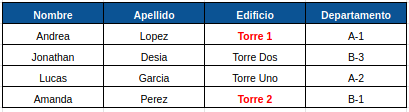 Nombre Apellido Edificio Departamento
Andrea Lopez Torre 1 A-1
Jonathan Desia Torre Dos B-3
Lucas Garcia Torre Uno A-2
Amanda Perez Torre 2 B-1